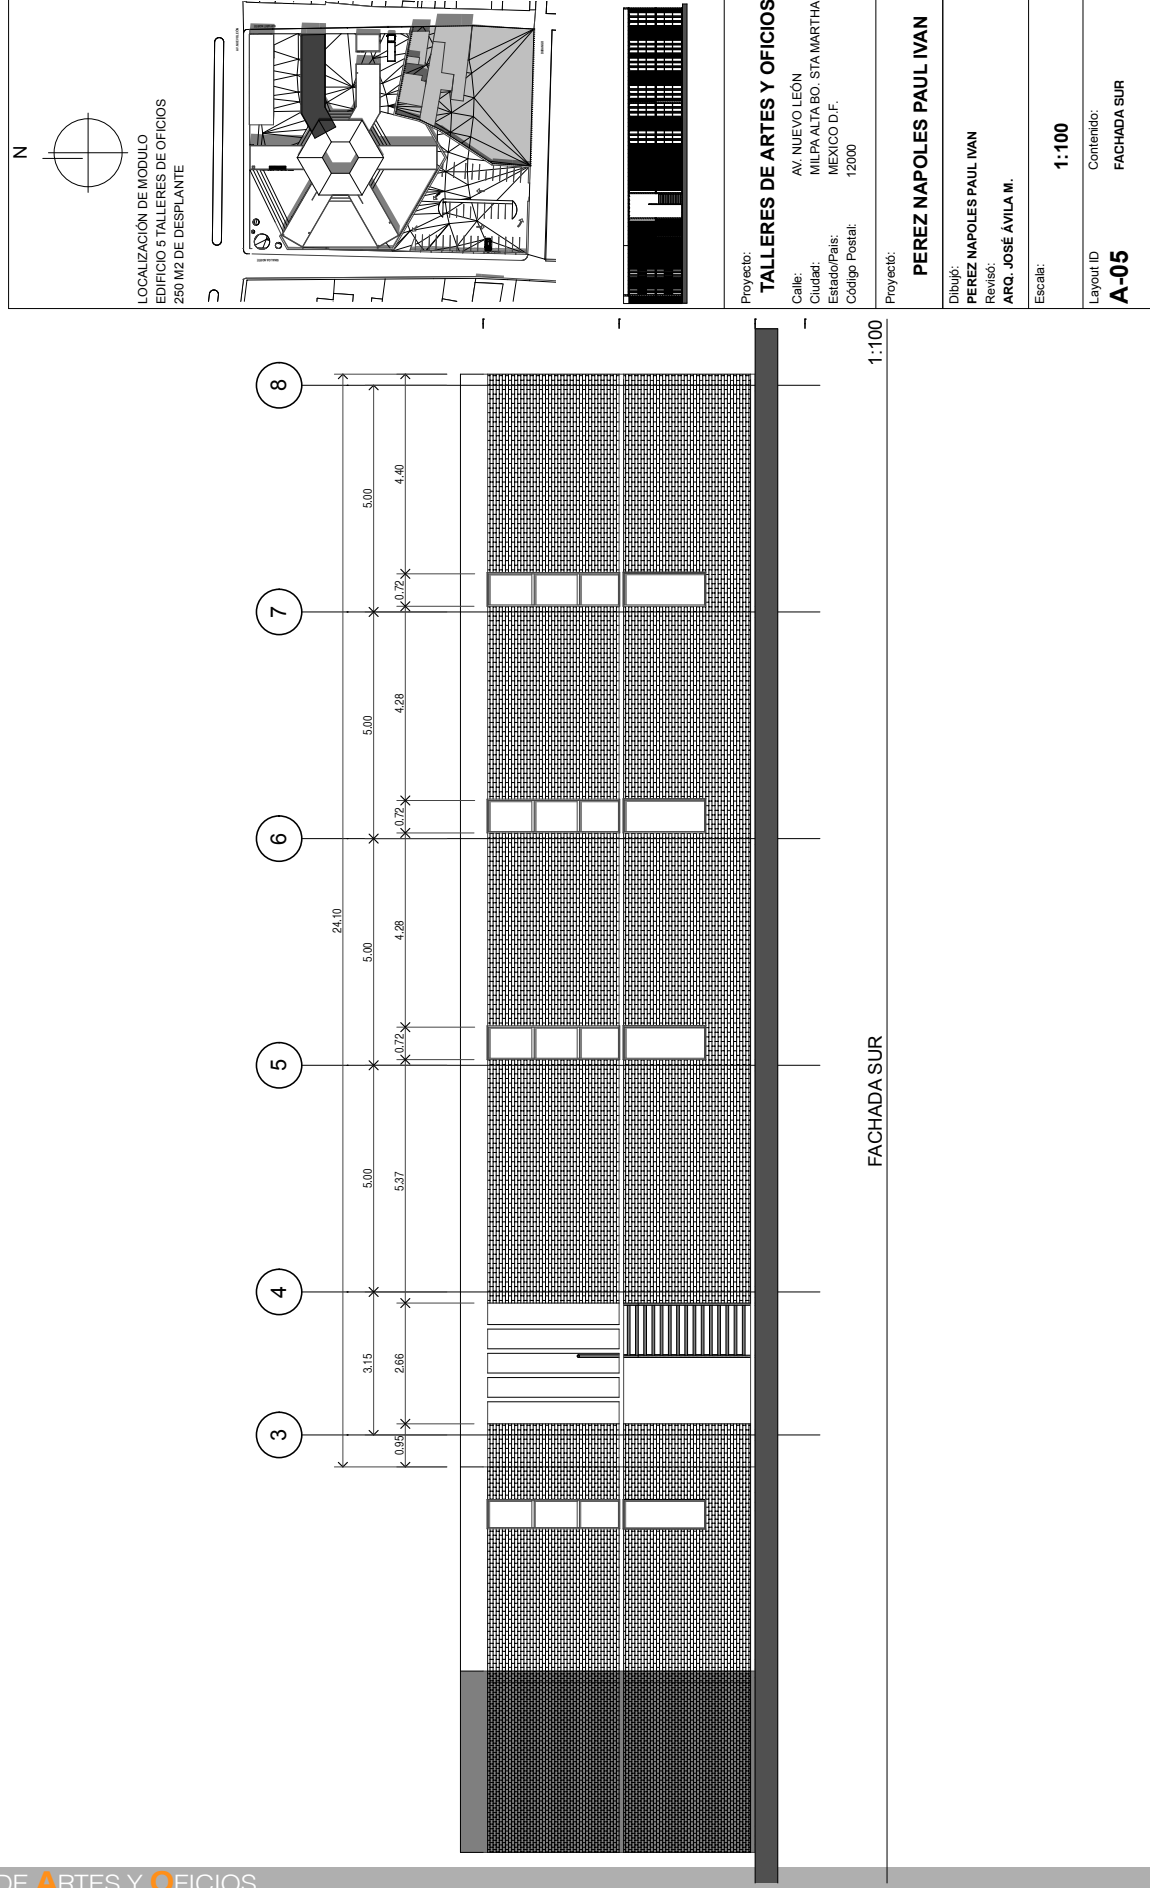 N
LOCALIZACIÓN DE MODULO
EDIFICIO 5 TALLERES DE OFICIOS
250 M2 DE DESPLANTE
Proyecto:
TALLERES DE ARTES Y OFICIOS
Calle: AV. NUEVO LEÓN
Ciudad: MILPA ALTA BO. STA MARTHA
Estado/País: MEXICO D.F.
Código Postal: 12000
Proyectó:
PEREZ NAPOLES PAUL IVAN
Dibujó:
PEREZ NAPOLES PAUL IVAN
Revisó:
ARQ. JOSÉ ÁVILA M.
Escala:
1:100
Layout ID Contenido:
A-05 FACHADA SUR
3 4 5 6 7 8
24.10
3.15 5.00 5.00 5.00 5.00
0.95 2.66 5.37 0.72 4.28 0.72 4.28 0.72 4.40
FACHADA SUR 1:100
DE ARTES Y OFICIOS